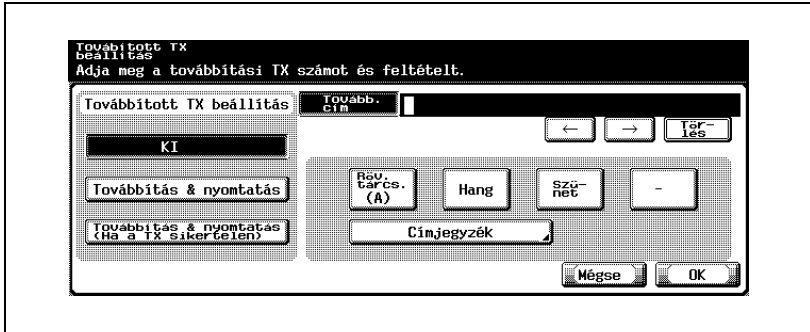 Továbbított TX
beállítás
Adja meg a továbbítási TX számot és feltételt.
Továbbított TX beállítás
Tovább.
cím
← → Tör-
lés
KI
Továbbítás & nyomtatás
Röv.
tárcs.
(A)
Hang
Szü-
net
-
Továbbítás & nyomtatás
(Ha a TX sikertelen)
Címjegyzék
Mégse OK